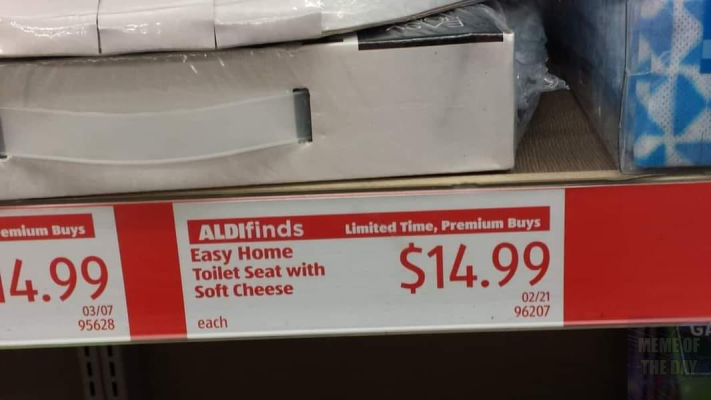 emium Buys
14.99
03/07
95628
ALDIfinds Limited Time, Premium Buys
Easy Home
Toilet Seat with
Soft Cheese
$14.99
each
02/21
96207
MEME OF
THE DAY